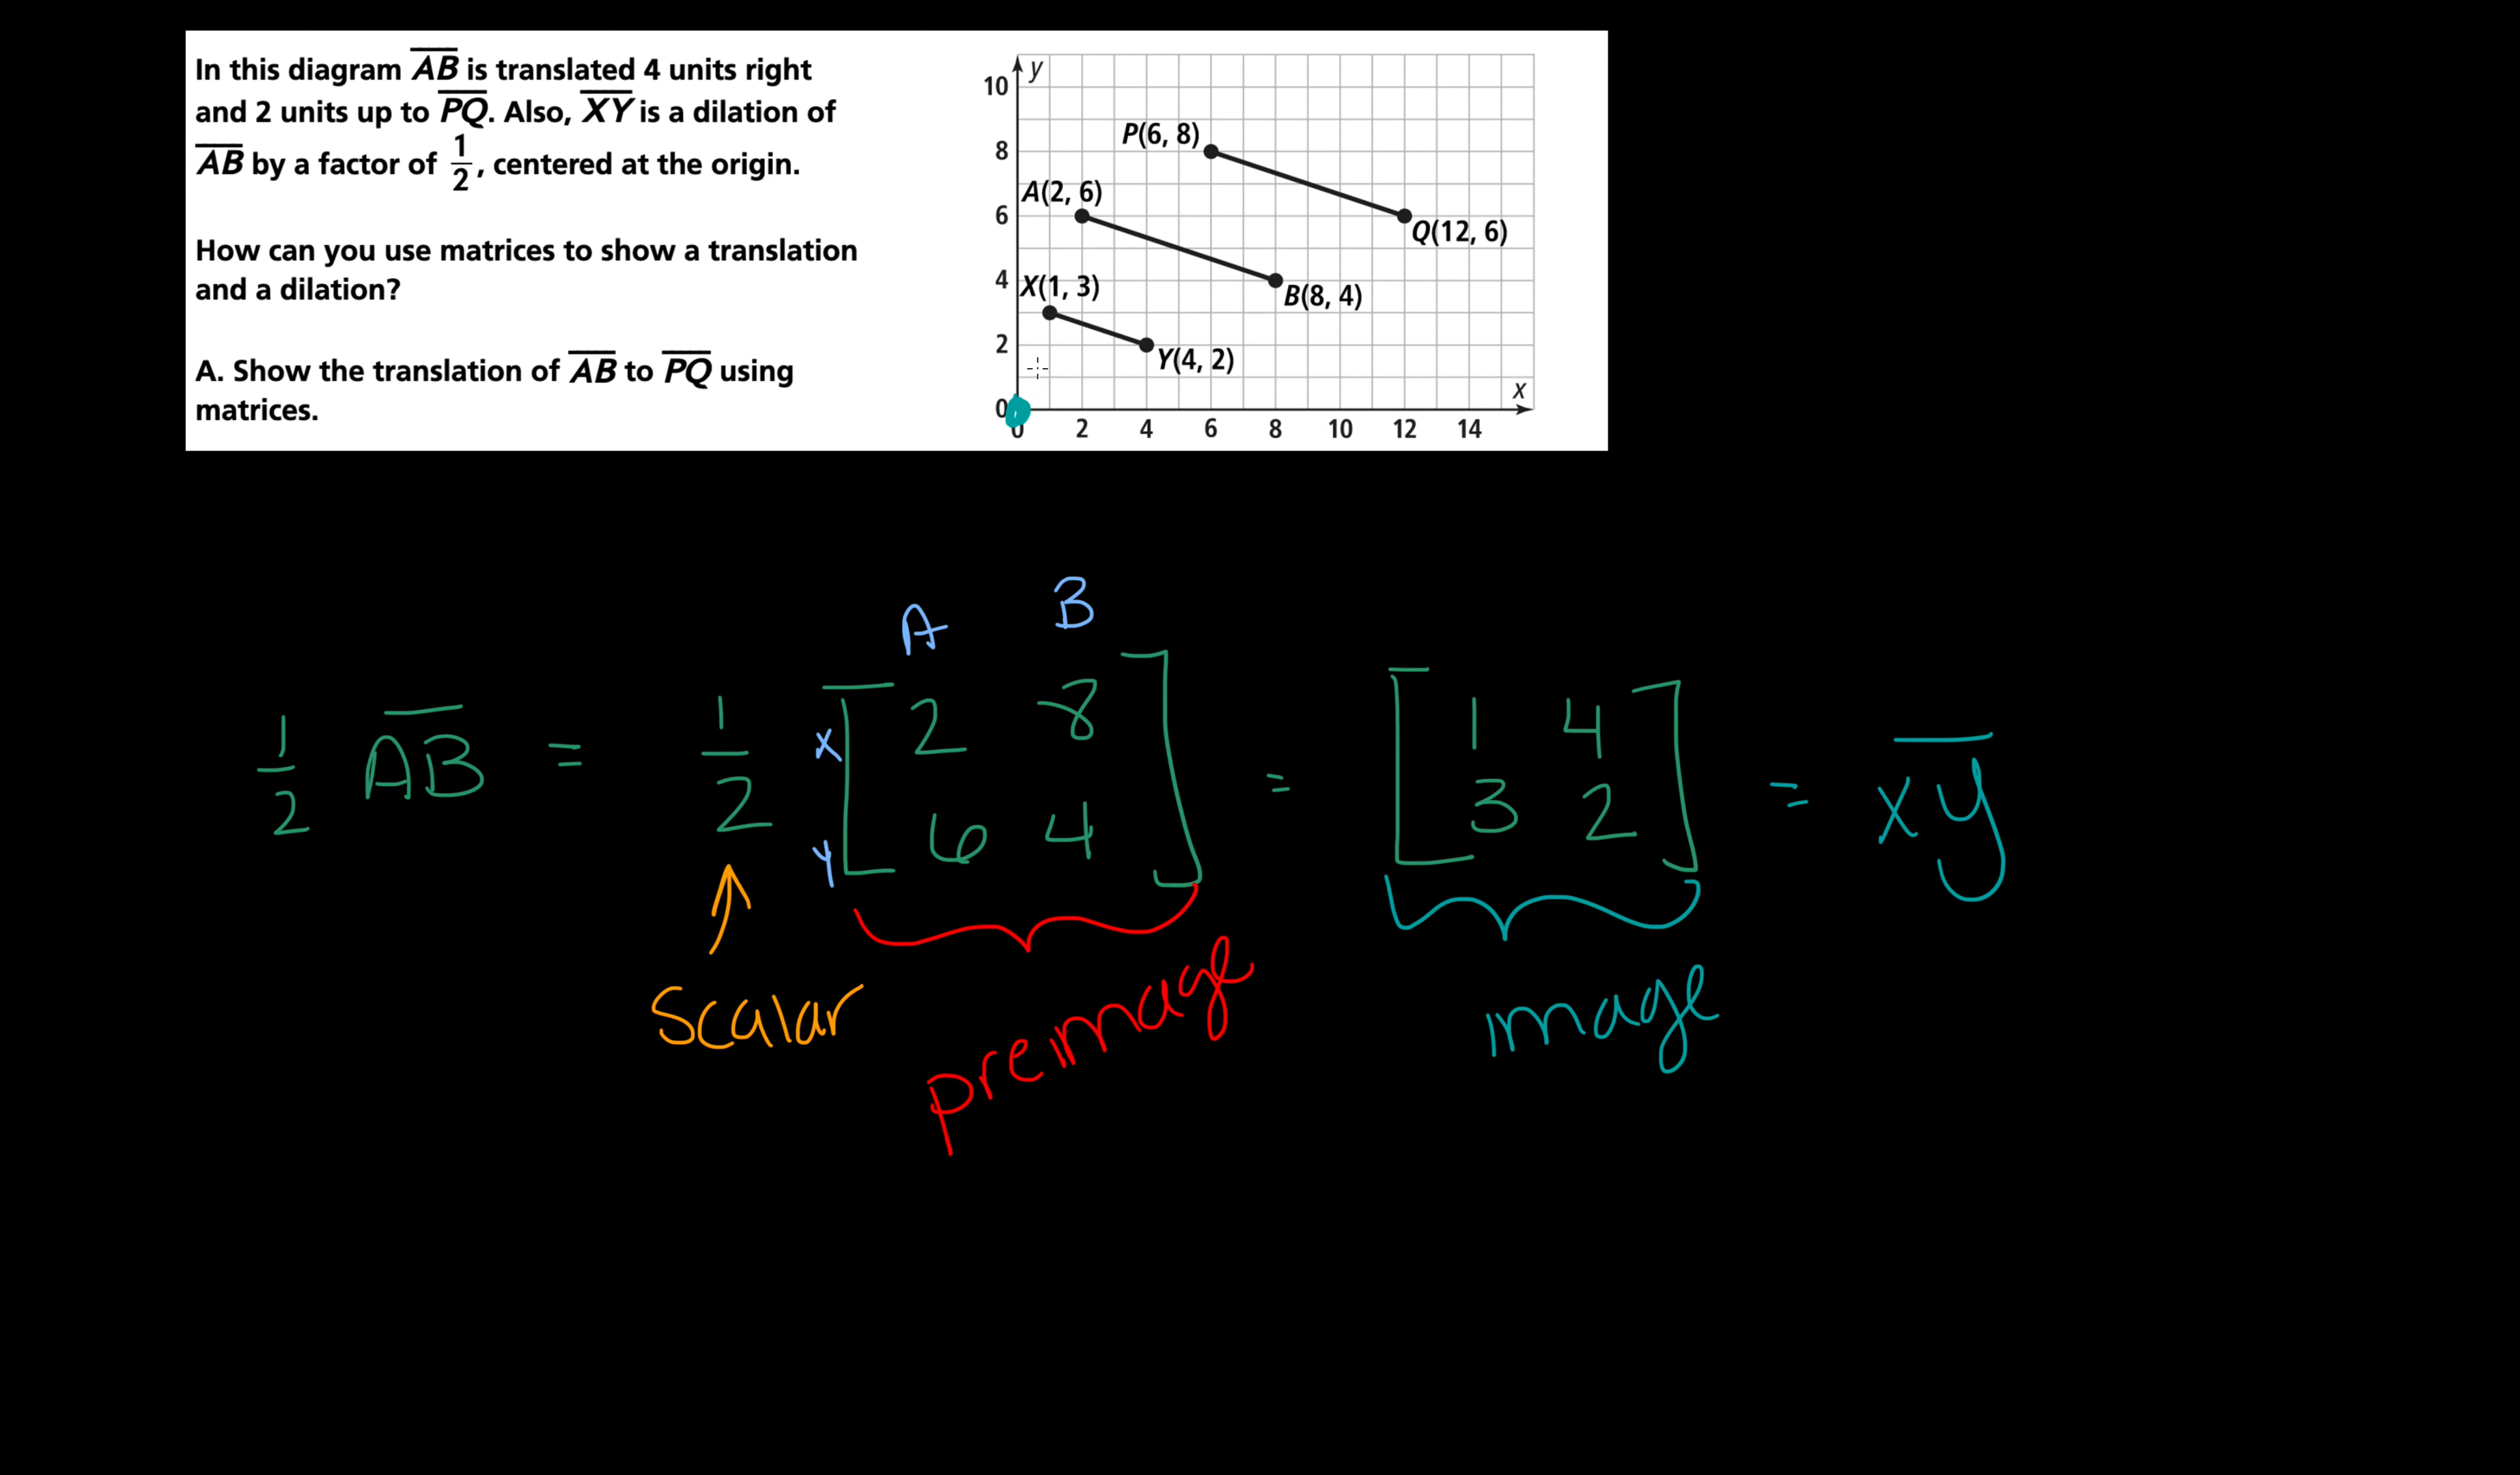 In this diagram AB is translated 4 units right
and 2 units up to PQ. Also, XY is a dilation of
AB by a factor of 1/2, centered at the origin.
How can you use matrices to show a translation
and a dilation?
A. Show the translation of AB to PQ using
matrices.
y
10
8
6
4
2
0
0 2 4 6 8 10 12 14
x
P(6, 8)
A(2, 6)
Q(12, 6)
X(1, 3)
B(8, 4)
Y(4, 2)
A B
1/2 AB = 1/2 x [2 8 = [1 4 = xy
y 6 4] 3 2]
scalar
preimage
image